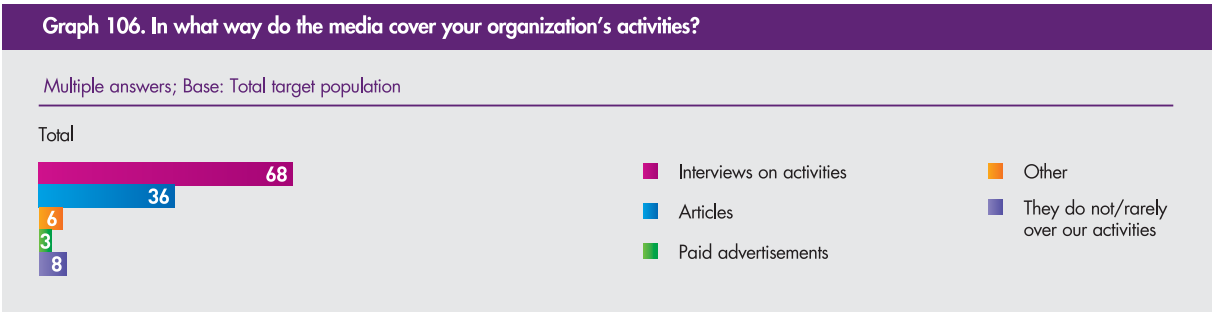 Graph 106. In what way do the media cover your organization's activities?
Multiple answers; Base: Total target population
Total
68
36
6
3
8
Interviews on activities
Articles
Paid advertisements
Other
They do not/rarely
over our activities